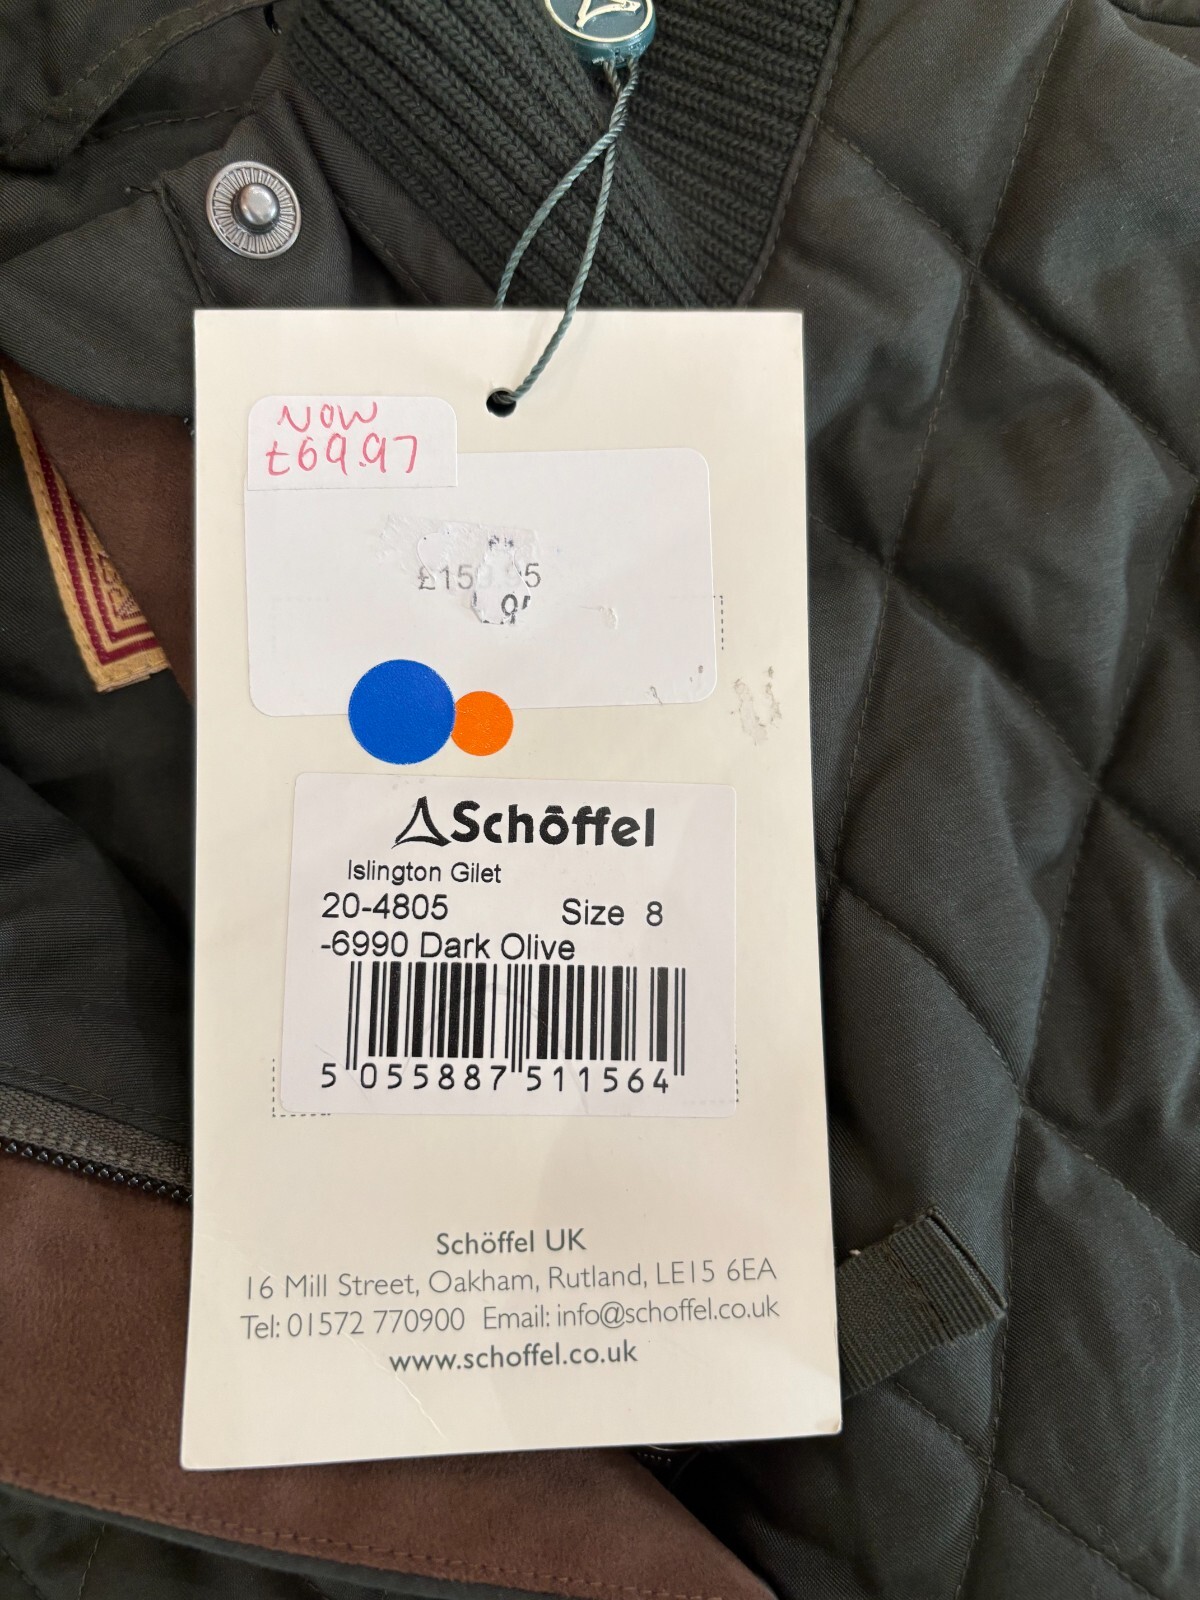 NOW
£69.97
Schöffel
Islington Gilet
20-4805 Size 8
-6990 Dark Olive
5 055887 511564
Schöffel UK
16 Mill Street, Oakham, Rutland, LE15 6EA
Tel: 01572 770900 Email: info@schoffel.co.uk
www.schoffel.co.uk